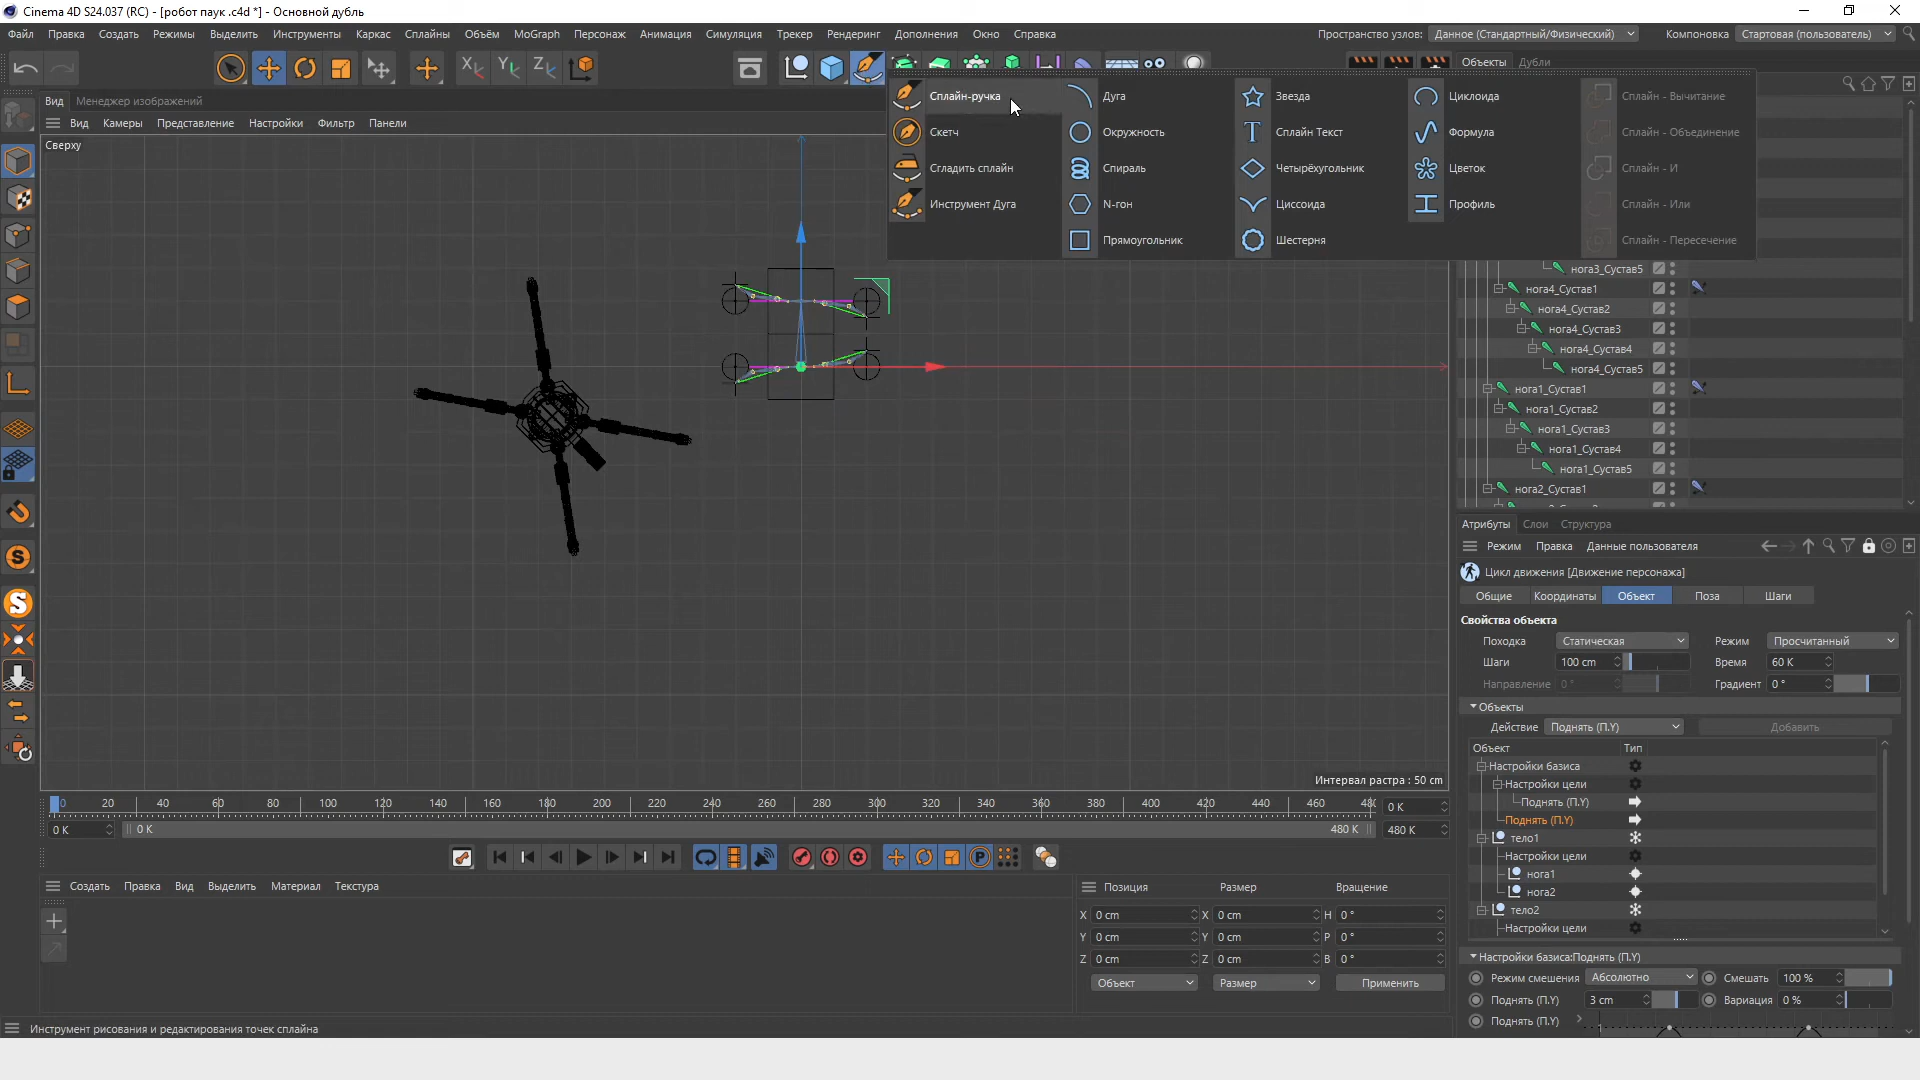 Cinema 4D S24.037 (RC) - [робот паук .c4d *] - Основной дубль
Файл Правка Создать Режимы Выделить Инструменты Каркас Сплайны Объём MoGraph Персонаж Анимация Симуляция Трекер Рендеринг Дополнения Окно Справка Пространство узлов: Данное (Стандартный/Физический) Компоновка Стартовая (пользователь)
Объекты Дубли
Вид Менеджер изображений
Вид Камеры Представление Настройки Фильтр Панели
Сверху
Сплайн-ручка Дуга Звезда Циклоида Сплайн - Вычитание
Скетч Окружность Сплайн Текст Формула Сплайн - Объединение
Сгладить сплайн Спираль Четырёхугольник Цветок Сплайн - И
Инструмент Дуга N-гон Циссоида Профиль Сплайн - Или
Прямоугольник Шестерня Сплайн - Пересечение
нога3_Сустав5
нога4_Сустав1
нога4_Сустав2
нога4_Сустав3
нога4_Сустав4
нога4_Сустав5
нога1_Сустав1
нога1_Сустав2
нога1_Сустав3
нога1_Сустав4
нога1_Сустав5
нога2_Сустав1
Атрибуты Слои Структура
Режим Правка Данные пользователя
Цикл движения [Движение персонажа]
Общие Координаты Объект Поза Шаги
Свойства объекта
Походка Статическая Режим Просчитанный
Шаги 100 cm Время 60 K
Направление 0 ° Градиент 0 °
Объекты
Действие Поднять (П.Y) Добавить
Объект Тип
Настройки базиса
Настройки цели
Поднять (П.Y)
Поднять (П.Y)
тело1
Настройки цели
нога1
нога2
тело2
Настройки цели
Настройки базиса:Поднять (П.Y)
Режим смешения Абсолютно Смешать 100 %
Поднять (П.Y) 3 cm Вариация 0 %
Поднять (П.Y) 1
Интервал растра : 50 cm
0 20 40 60 80 100 120 140 160 180 200 220 240 260 280 300 320 340 360 380 400 420 440 460 48( 0 K
0 K 0 K 480 K 480 K
Создать Правка Вид Выделить Материал Текстура
Позиция Размер Вращение
X 0 cm X 0 cm H 0 °
Y 0 cm Y 0 cm P 0 °
Z 0 cm Z 0 cm B 0 °
Объект Размер Применить
Инструмент рисования и редактирования точек сплайна